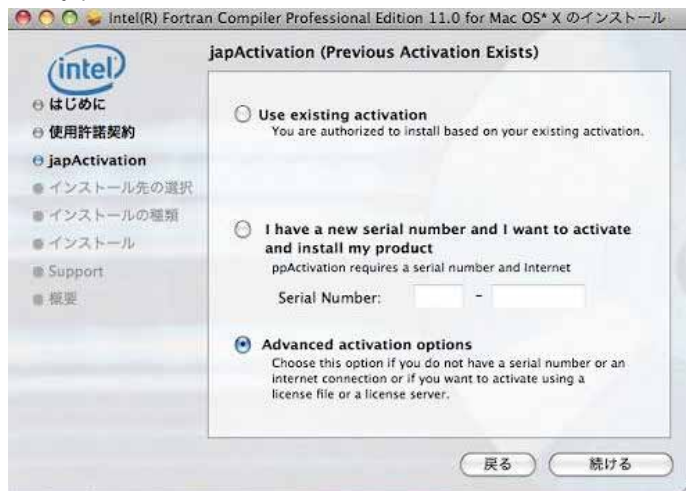 Intel(R) Fortran Compiler Professional Edition 11.0 for Mac OS* X のインストール
japActivation (Previous Activation Exists)
intel
はじめに
使用許諾契約
japActivation
インストール先の選択
インストールの種類
インストール
Support
概要
Use existing activation
You are authorized to install based on your existing activation.
I have a new serial number and I want to activate
and install my product
ppActivation requires a serial number and Internet
Serial Number:
-
Advanced activation options
Choose this option if you do not have a serial number or an
internet connection or if you want to activate using a
license file or a license server.
戻る
続ける